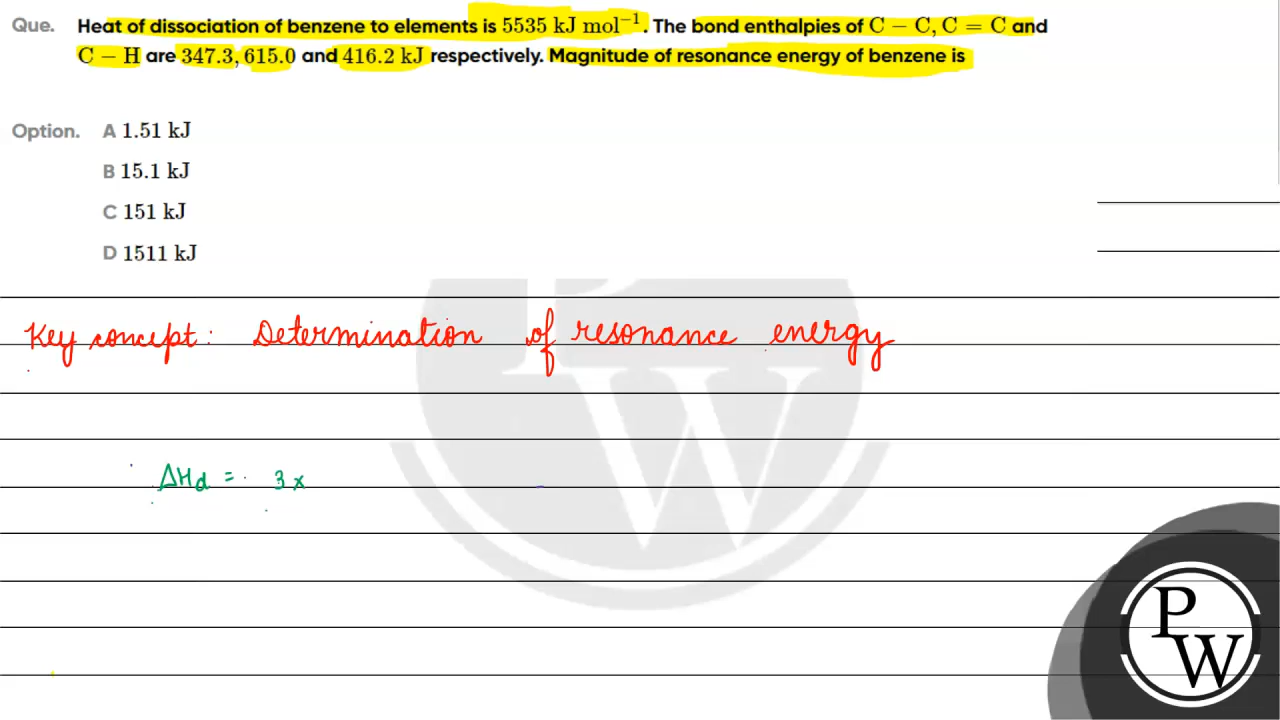 Que. Heat of dissociation of benzene to elements is 5535 kJ mol⁻¹. The bond enthalpies of C − C, C = C and
C − H are 347.3, 615.0 and 416.2 kJ respectively. Magnitude of resonance energy of benzene is
Option. A 1.51 kJ
B 15.1 kJ
C 151 kJ
D 1511 kJ
Key concept: Determination of resonance energy
ΔHd = 3 ×
P
W